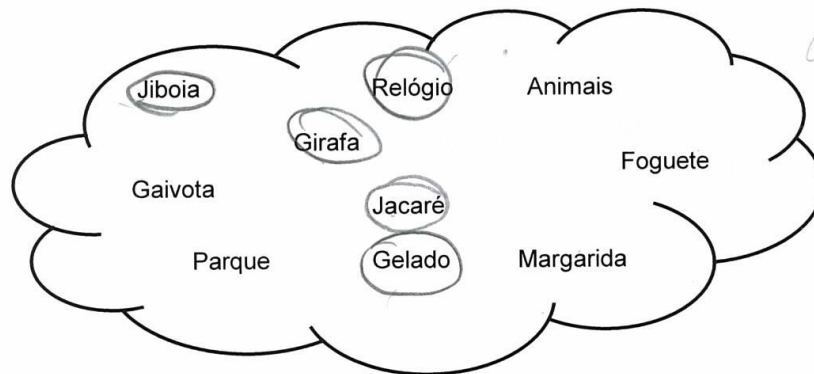 Jiboia Relógio Animais
Girafa
Foguete
Gaivota
Jacaré
Parque Gelado Margarida